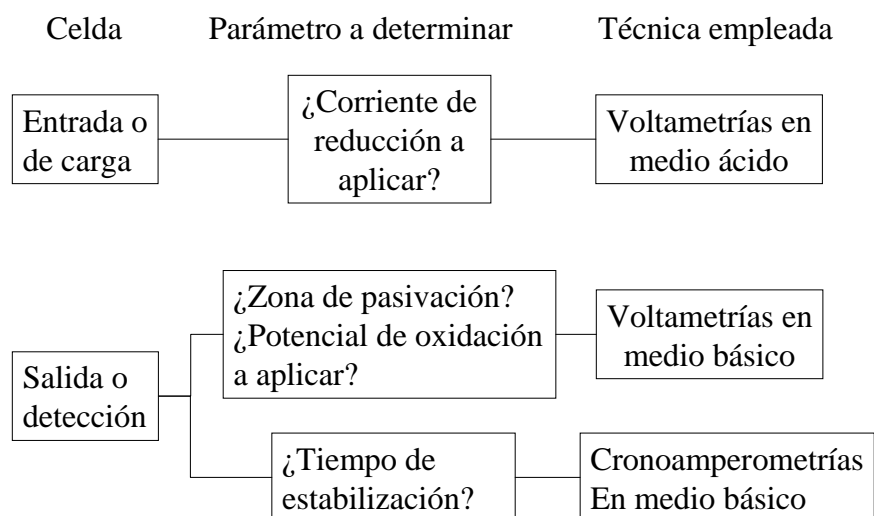 Celda Parámetro a determinar Técnica empleada
Entrada o
de carga
¿Corriente de
reducción a
aplicar?
Voltametrías en
medio ácido
Salida o
detección
¿Zona de pasivación?
¿Potencial de oxidación
a aplicar?
Voltametrías en
medio básico
¿Tiempo de
estabilización?
Cronoamperometrías
En medio básico